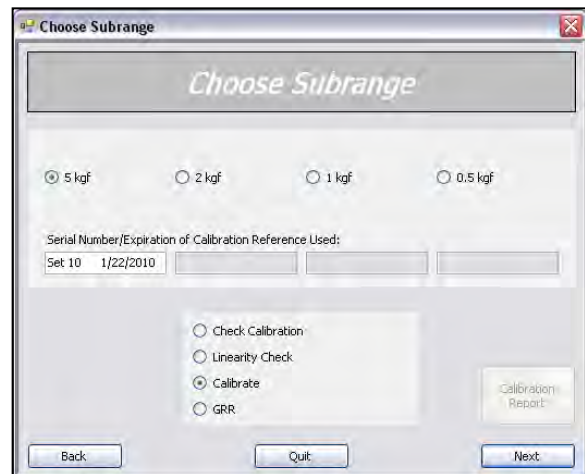 Choose Subrange
Choose Subrange
5 kgf 2 kgf 1 kgf 0.5 kgf
Serial Number/Expiration of Calibration Reference Used:
Set 10 1/22/2010
Check Calibration
Linearity Check
Calibrate
GRR
Calibration
Report
Back Quit Next